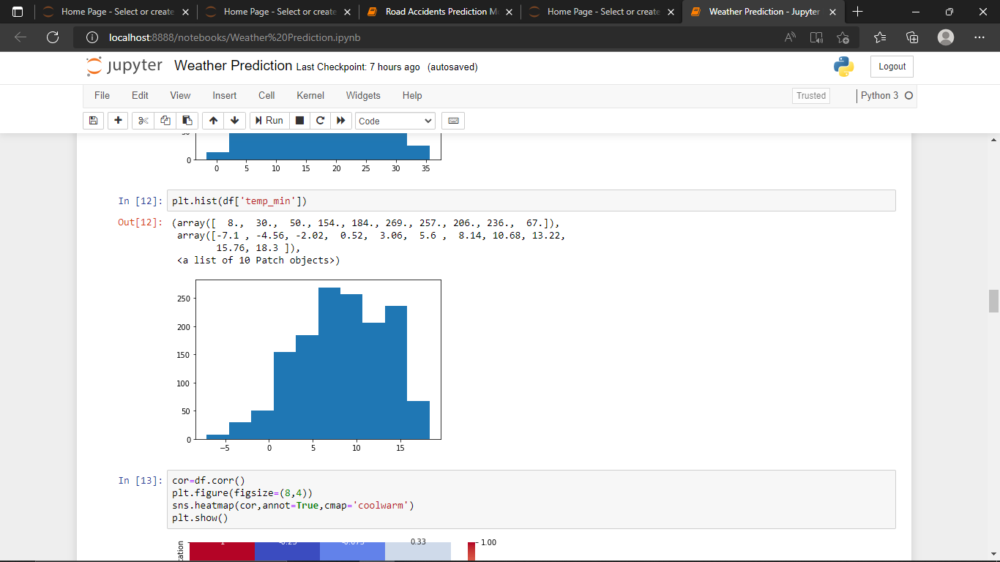 Home Page - Select or create
Home Page - Select or create
Road Accidents Prediction M
Home Page - Select or create
Weather Prediction - Jupyter
localhost:8888/notebooks/Weather%20Prediction.ipynb
jupyter Weather Prediction Last Checkpoint: 7 hours ago (autosaved)
Logout
File Edit View Insert Cell Kernel Widgets Help
Trusted
Python 3
Run
Code
0
0 5 10 15 20 25 30 35
In [12]: plt.hist(df['temp_min'])
Out[12]: (array([ 8., 30., 50., 154., 184., 269., 257., 206., 236., 67.]),
array([-7.1 , -4.56, -2.02, 0.52, 3.06, 5.6 , 8.14, 10.68, 13.22,
15.76, 18.3 ]),
<a list of 10 Patch objects>)
250
200
150
100
50
0
−5 0 5 10 15
In [13]: cor=df.corr()
plt.figure(figsize=(8,4))
sns.heatmap(cor,annot=True,cmap='coolwarm')
plt.show()
0.33
1.00